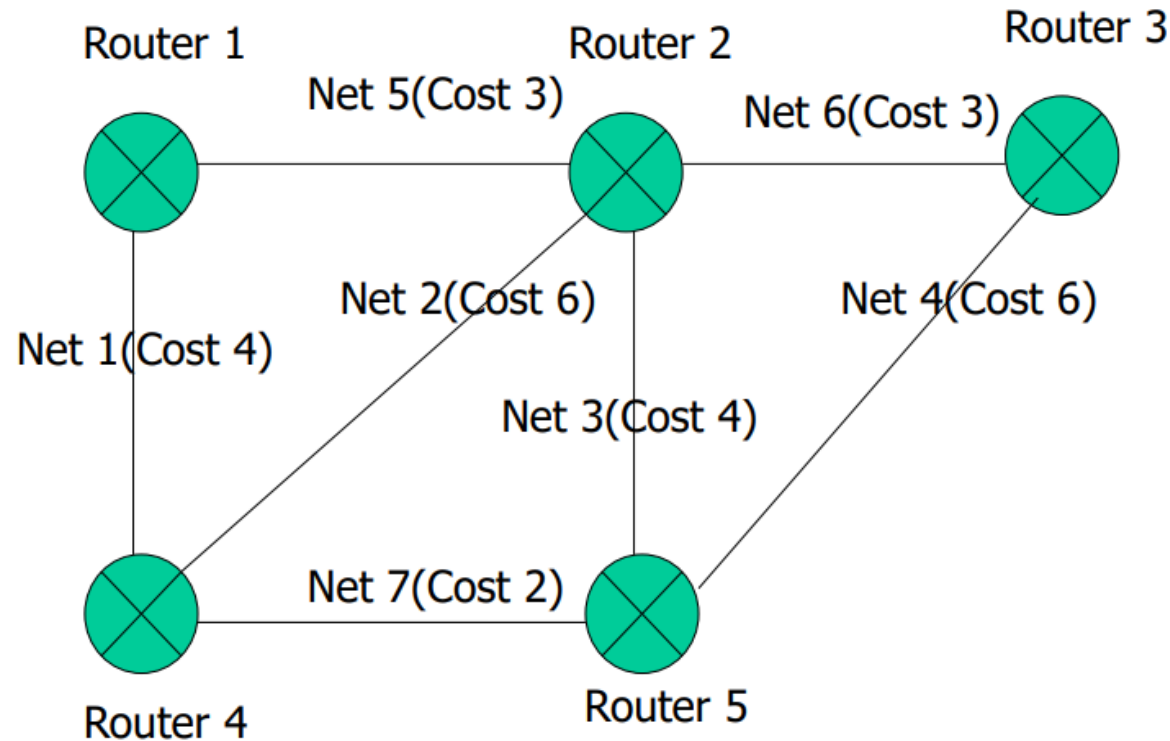 Router 1
Router 2
Router 3
Net 5(Cost 3)
Net 6(Cost 3)
Net 2(Cost 6)
Net 4(Cost 6)
Net 1(Cost 4)
Net 3(Cost 4)
Net 7(Cost 2)
Router 4
Router 5